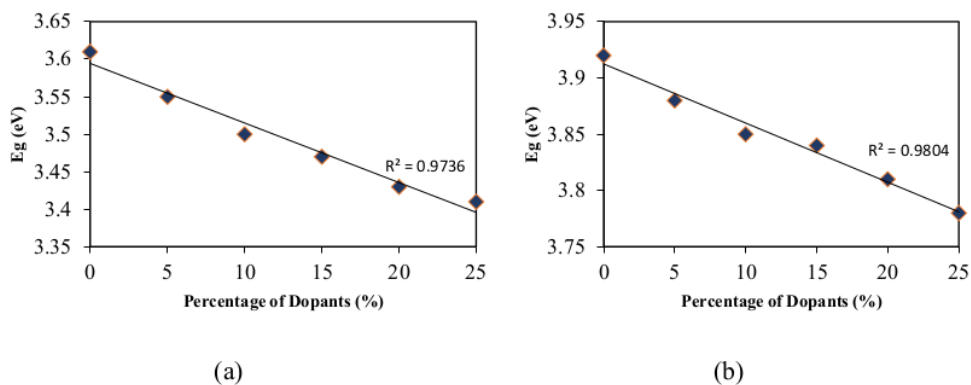 3.65
3.6
3.55
3.5
3.45
3.4
3.35
Eg (eV)
R² = 0.9736
0 5 10 15 20 25
Percentage of Dopants (%)
(a)
3.95
3.9
3.85
3.8
3.75
Eg (eV)
R² = 0.9804
0 5 10 15 20 25
Percentage of Dopants (%)
(b)